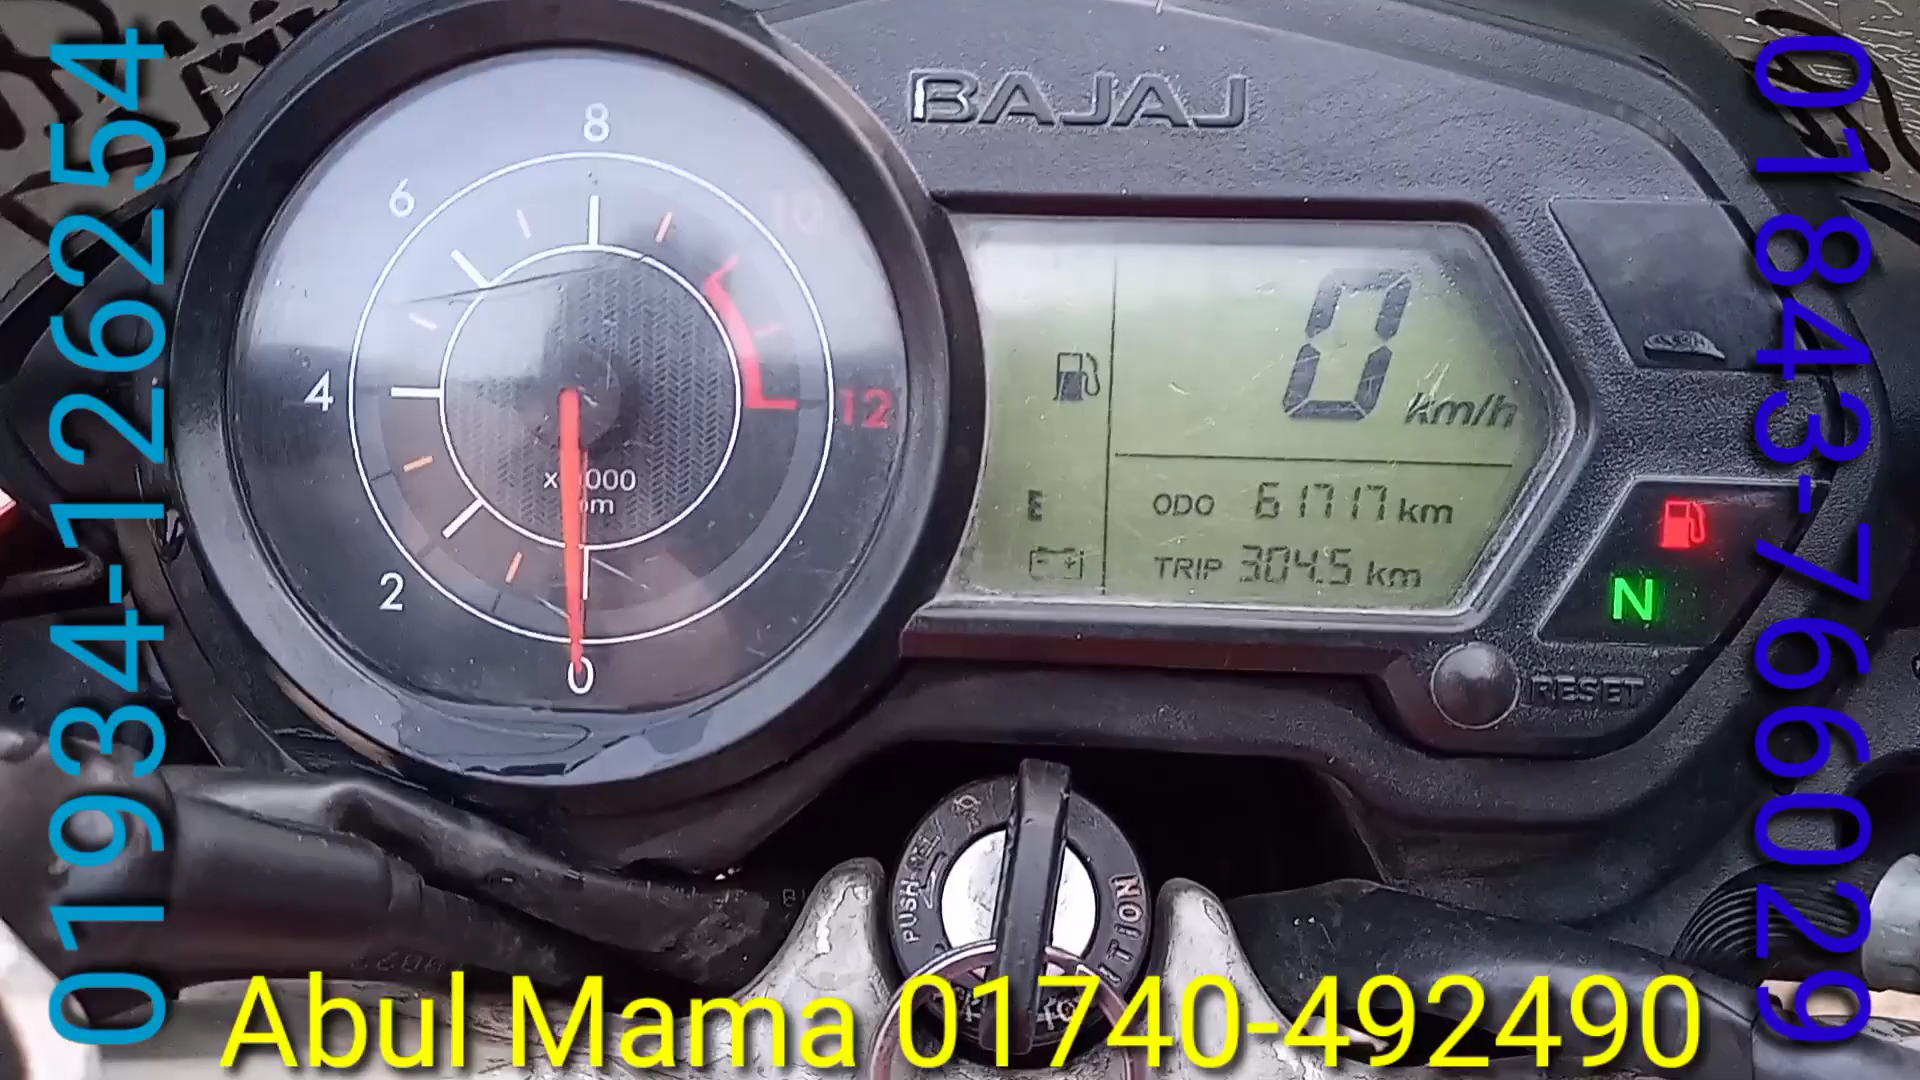 01934-126254
01843-766029
BAJAJ
8
6
10
4
12
2
0
0 km/h
E
ODO 61717 km
TRIP 304.5 km
N
RESET
PUSH
Abul Mama 01740-492490